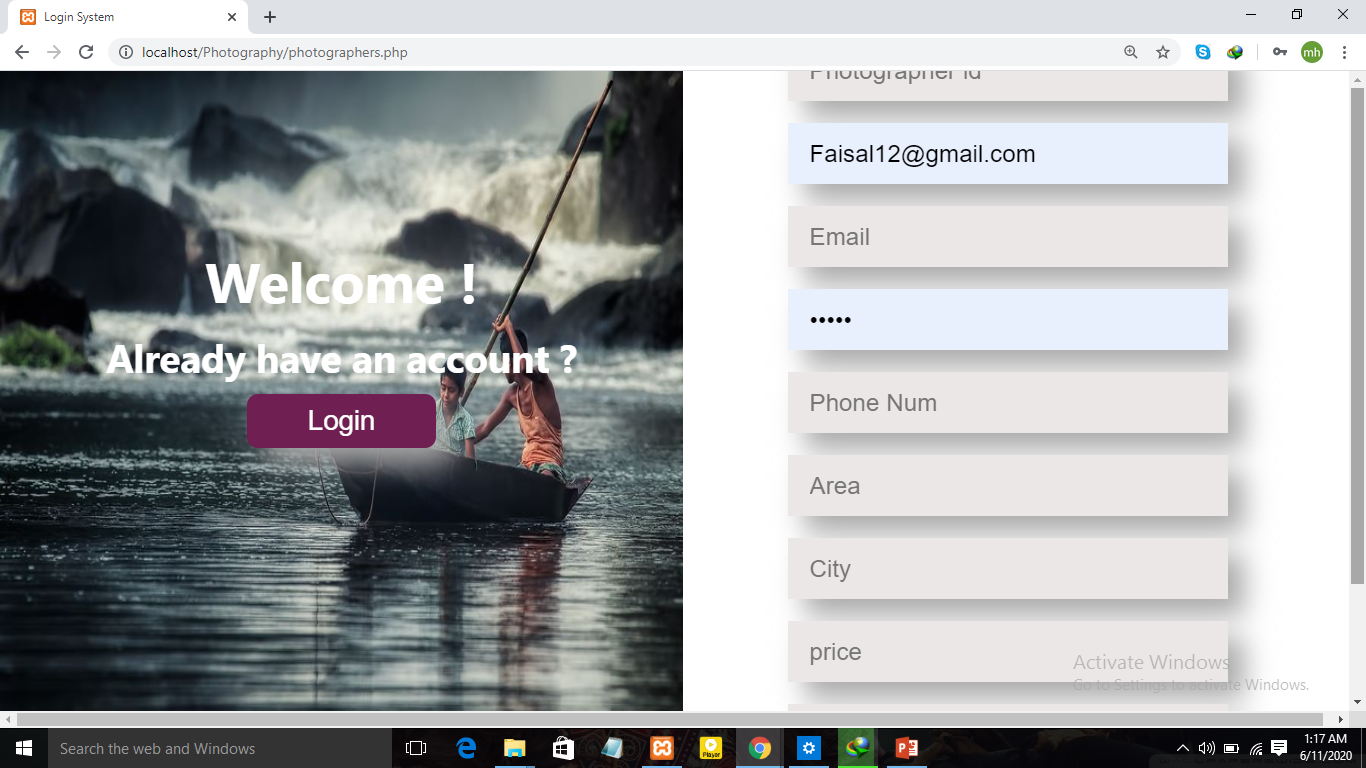 Login System
localhost/Photography/photographers.php
mh
Welcome !
Already have an account ?
Login
Photographer id
Faisal12@gmail.com
Email
•••••
Phone Num
Area
City
price
Activate Windows
Go to Settings to activate Windows.
Search the web and Windows
Player
1:17 AM
6/11/2020